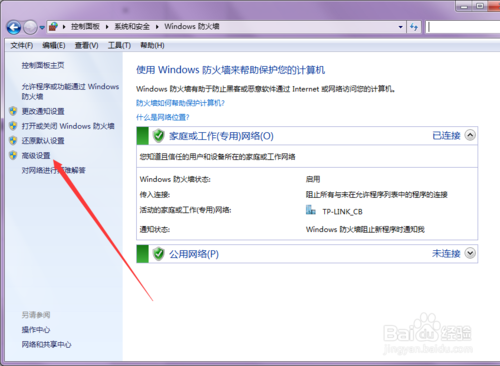 控制面板 ▸ 系统和安全 ▸ Windows 防火墙
文件(F) 编辑(E) 查看(V) 工具(T) 帮助(H)
控制面板主页
允许程序或功能通过 Windows
防火墙
更改通知设置
打开或关闭 Windows 防火墙
还原默认设置
高级设置
对网络进行疑难解答
另请参阅
操作中心
网络和共享中心
使用 Windows 防火墙来帮助保护您的计算机
Windows 防火墙有助于防止黑客或恶意软件通过 Internet 或网络访问您的计算机。
防火墙如何帮助保护计算机?
什么是网络位置?
家庭或工作(专用)网络(O) 已连接
您知道且信任的用户和设备所在的家庭或工作网络
Windows 防火墙状态: 启用
传入连接: 阻止所有与未在允许程序列表中的程序的连接
活动的家庭或工作(专用)网络: TP-LINK_CB
通知状态: Windows 防火墙阻止新程序时通知我
公用网络(P) 未连接
Baidu 经验
jingyan.baidu.com